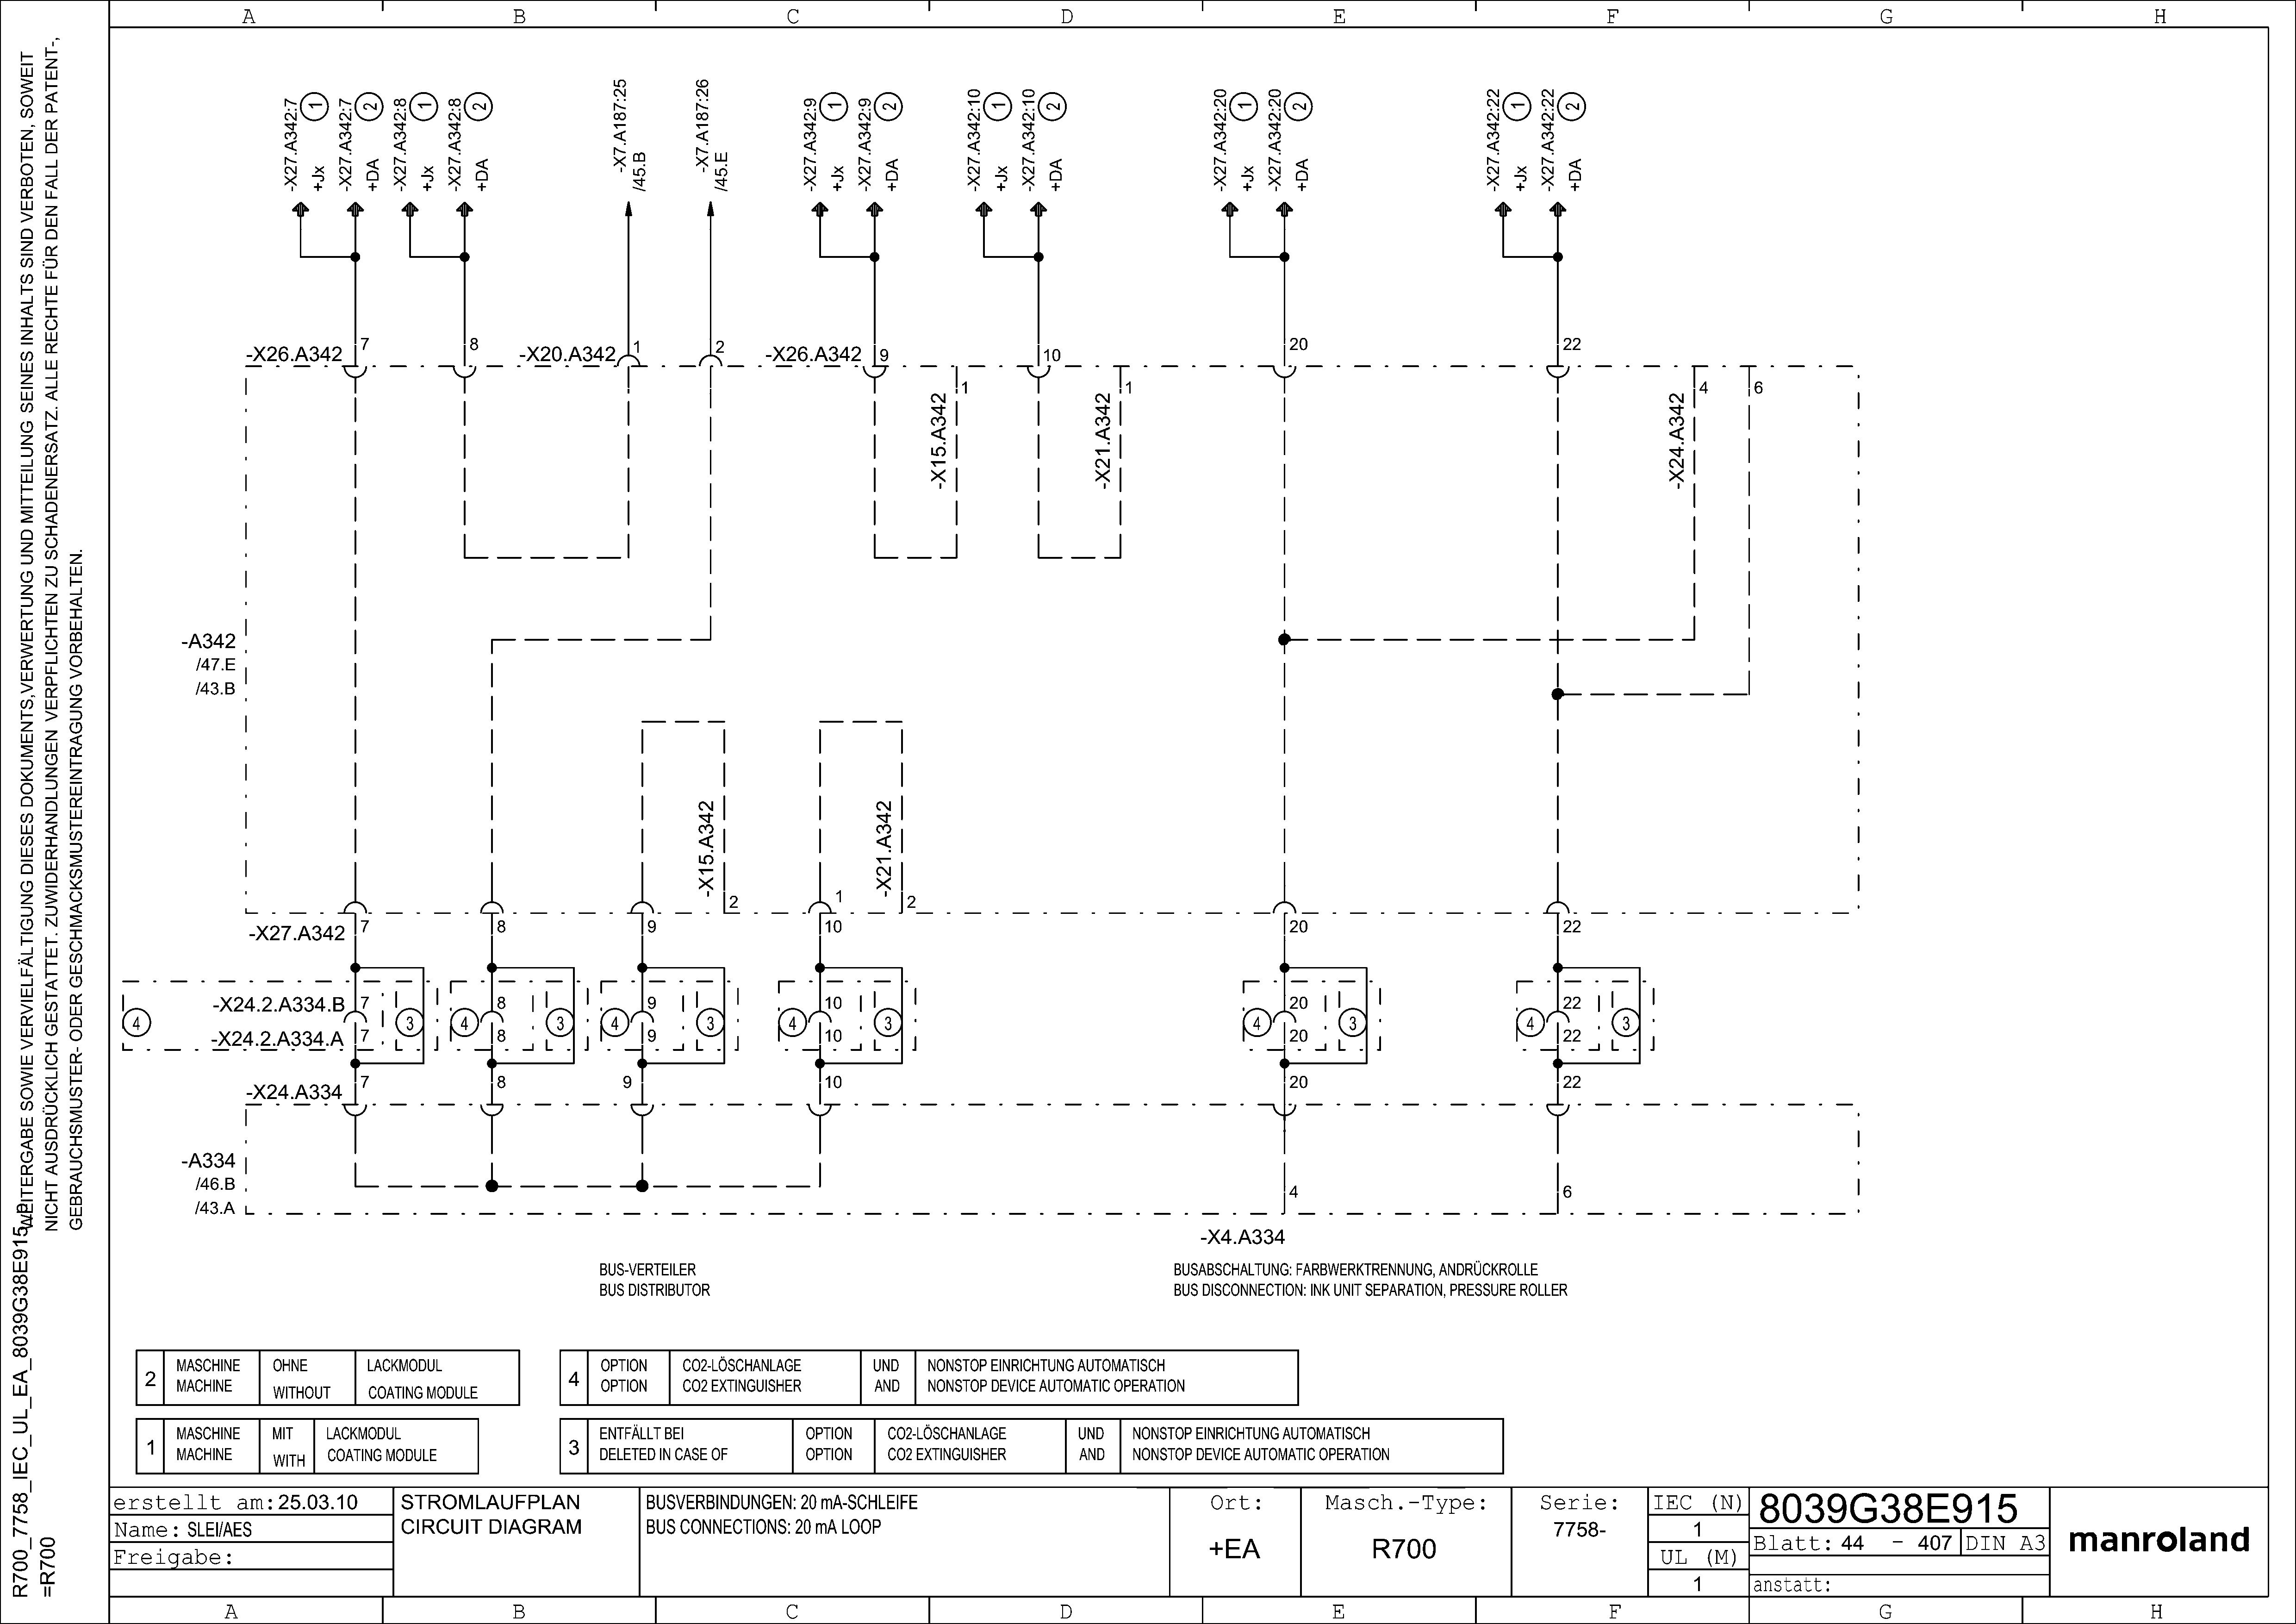 A B C D E F G H
WEITERGABE SOWIE VERVIELFÄLTIGUNG DIESES DOKUMENTS,VERWERTUNG UND MITTEILUNG SEINES INHALTS SIND VERBOTEN, SOWEIT
NICHT AUSDRÜCKLICH GESTATTET. ZUWIDERHANDLUNGEN VERPFLICHTEN ZU SCHADENERSATZ. ALLE RECHTE FÜR DEN FALL DER PATENT-,
GEBRAUCHSMUSTER- ODER GESCHMACKSMUSTEREINTRAGUNG VORBEHALTEN.
-X27.A342:7 1
+Jx
-X27.A342:7 2
+DA
-X27.A342:8 1
+Jx
-X27.A342:8 2
+DA
-X7.A187:25
/45.B
-X7.A187:26
/45.E
-X27.A342:9 1
+Jx
-X27.A342:9 2
+DA
-X27.A342:10 1
+Jx
-X27.A342:10 2
+DA
-X27.A342:20 1
+Jx
-X27.A342:20 2
+DA
-X27.A342:22 1
+Jx
-X27.A342:22 2
+DA
-X26.A342 7 8 -X20.A342 1 2 -X26.A342 9 10 20 22
-X15.A342 1 -X21.A342 1 -X24.A342 4 6
-A342
/47.E
/43.B
-X15.A342 2 1 -X21.A342 2
-X27.A342 7 8 9 10 20 22
-X24.2.A334.B 7 8 9 10 20 22
4 3 4 3 4 3 4 3 4 3 4 3
-X24.2.A334.A 7 8 9 10 20 22
-X24.A334 7 8 9 10 20 22
-A334
/46.B
/43.A
4 6
-X4.A334
BUS-VERTEILER
BUS DISTRIBUTOR
BUSABSCHALTUNG: FARBWERKTRENNUNG, ANDRÜCKROLLE
BUS DISCONNECTION: INK UNIT SEPARATION, PRESSURE ROLLER
2 MASCHINE OHNE LACKMODUL
MACHINE WITHOUT COATING MODULE
4 OPTION CO2-LÖSCHANLAGE UND NONSTOP EINRICHTUNG AUTOMATISCH
OPTION CO2 EXTINGUISHER AND NONSTOP DEVICE AUTOMATIC OPERATION
1 MASCHINE MIT LACKMODUL
MACHINE WITH COATING MODULE
3 ENTFÄLLT BEI OPTION CO2-LÖSCHANLAGE UND NONSTOP EINRICHTUNG AUTOMATISCH
DELETED IN CASE OF OPTION CO2 EXTINGUISHER AND NONSTOP DEVICE AUTOMATIC OPERATION
=R700
erstellt am: 25.03.10
Name: SLEI/AES
Freigabe:
STROMLAUFPLAN
CIRCUIT DIAGRAM
BUSVERBINDUNGEN: 20 mA-SCHLEIFE
BUS CONNECTIONS: 20 mA LOOP
Ort:
+EA
Masch.-Type:
R700
Serie:
7758-
IEC (N)
1
UL (M)
1
8039G38E915
Blatt: 44 - 407 DIN A3
anstatt:
manroland
A B C D E F G H